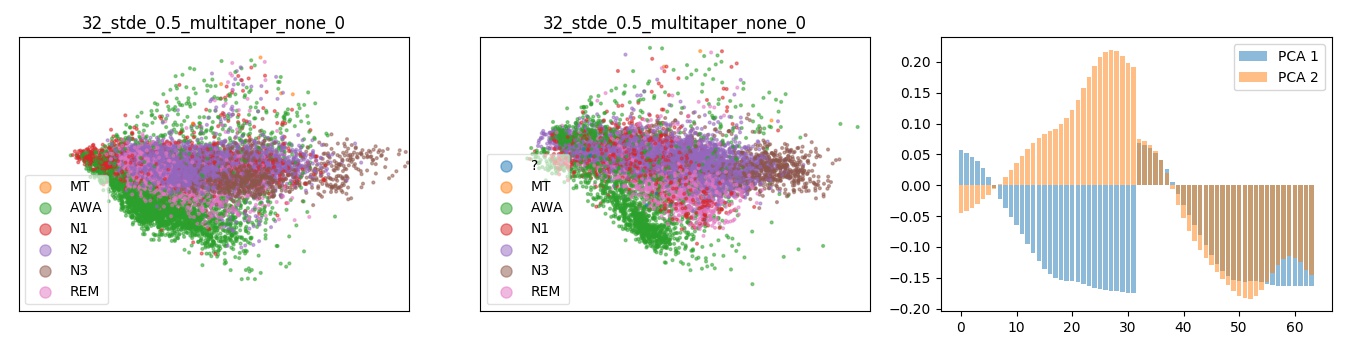 32_stde_0.5_multitaper_none_0
MT
AWA
N1
N2
N3
REM
32_stde_0.5_multitaper_none_0
?
MT
AWA
N1
N2
N3
REM
PCA 1
PCA 2
0.20
0.15
0.10
0.05
0.00
−0.05
−0.10
−0.15
−0.20
0 10 20 30 40 50 60